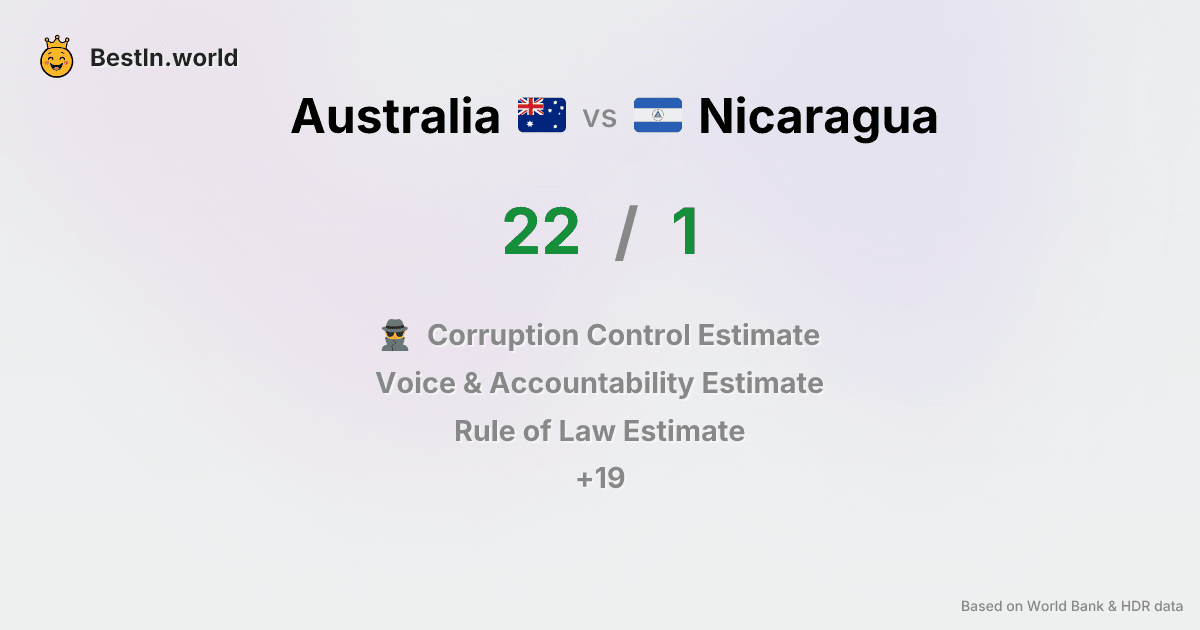 BestIn.world
Australia vs Nicaragua
22 / 1
Corruption Control Estimate
Voice & Accountability Estimate
Rule of Law Estimate
+19
Based on World Bank & HDR data